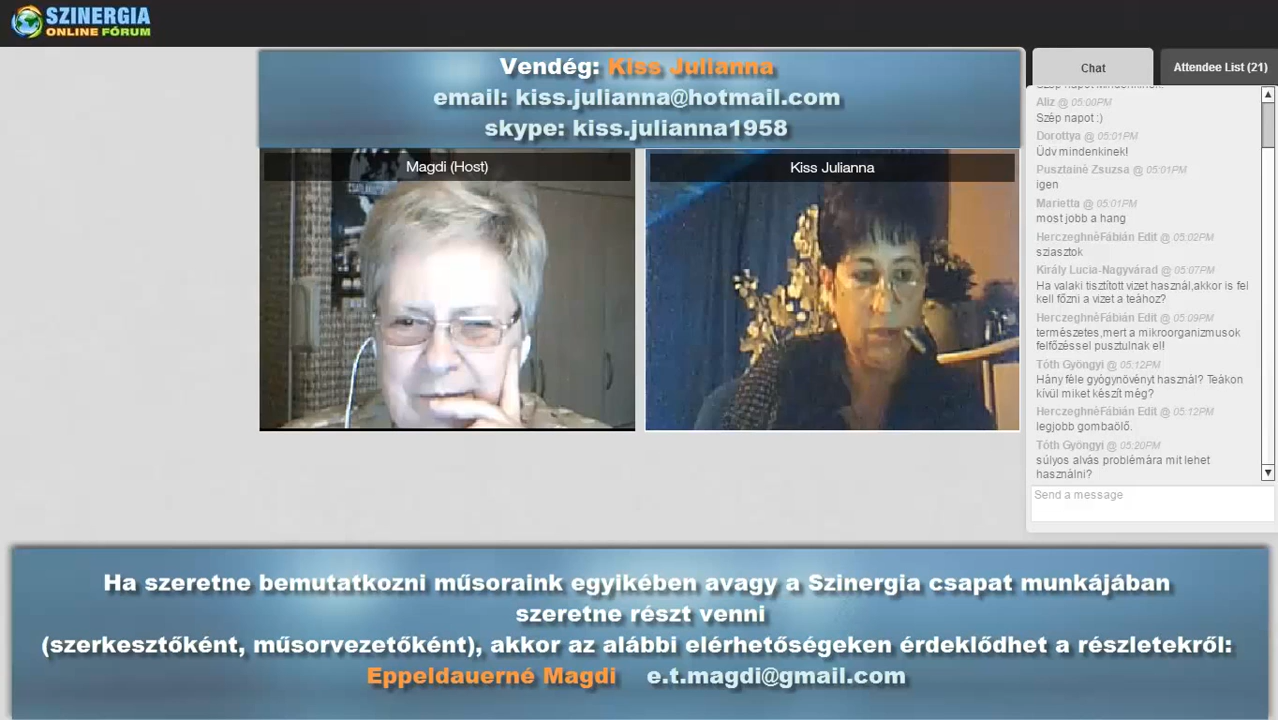 SZINERGIA
ONLINE FÓRUM
Vendég: Kiss Julianna
email: kiss.julianna@hotmail.com
skype: kiss.julianna1958
Magdi (Host)
Kiss Julianna
Chat
Attendee List (21)
Aliz @ 05:00PM
Szép napot :)
Dorottya @ 05:01PM
Üdv mindenkinek!
Pusztainé Zsuzsa @ 05:01PM
igen
Marietta @ 05:01PM
most jobb a hang
HerczeghnéFábián Edit @ 05:02PM
sziasztok
Király Lucia-Nagyvárad @ 05:07PM
Ha valaki tisztított vizet használ,akkor is fel
kell főzni a vizet a teához?
HerczeghnéFábián Edit @ 05:09PM
természetes,mert a mikroorganizmusok
felfőzéssel pusztulnak el!
Tóth Gyöngyi @ 05:12PM
Hány féle gyógynövényt használ? Teákon
kívül miket készít még?
HerczeghnéFábián Edit @ 05:12PM
legjobb gombaölő.
Tóth Gyöngyi @ 05:20PM
súlyos alvás problémára mit lehet
használni?
Send a message
Ha szeretne bemutatkozni műsoraink egyikében avagy a Szinergia csapat munkájában
szeretne részt venni
(szerkesztőként, műsorvezetőként), akkor az alábbi elérhetőségeken érdeklődhet a részletekről:
Eppeldauerné Magdi e.t.magdi@gmail.com